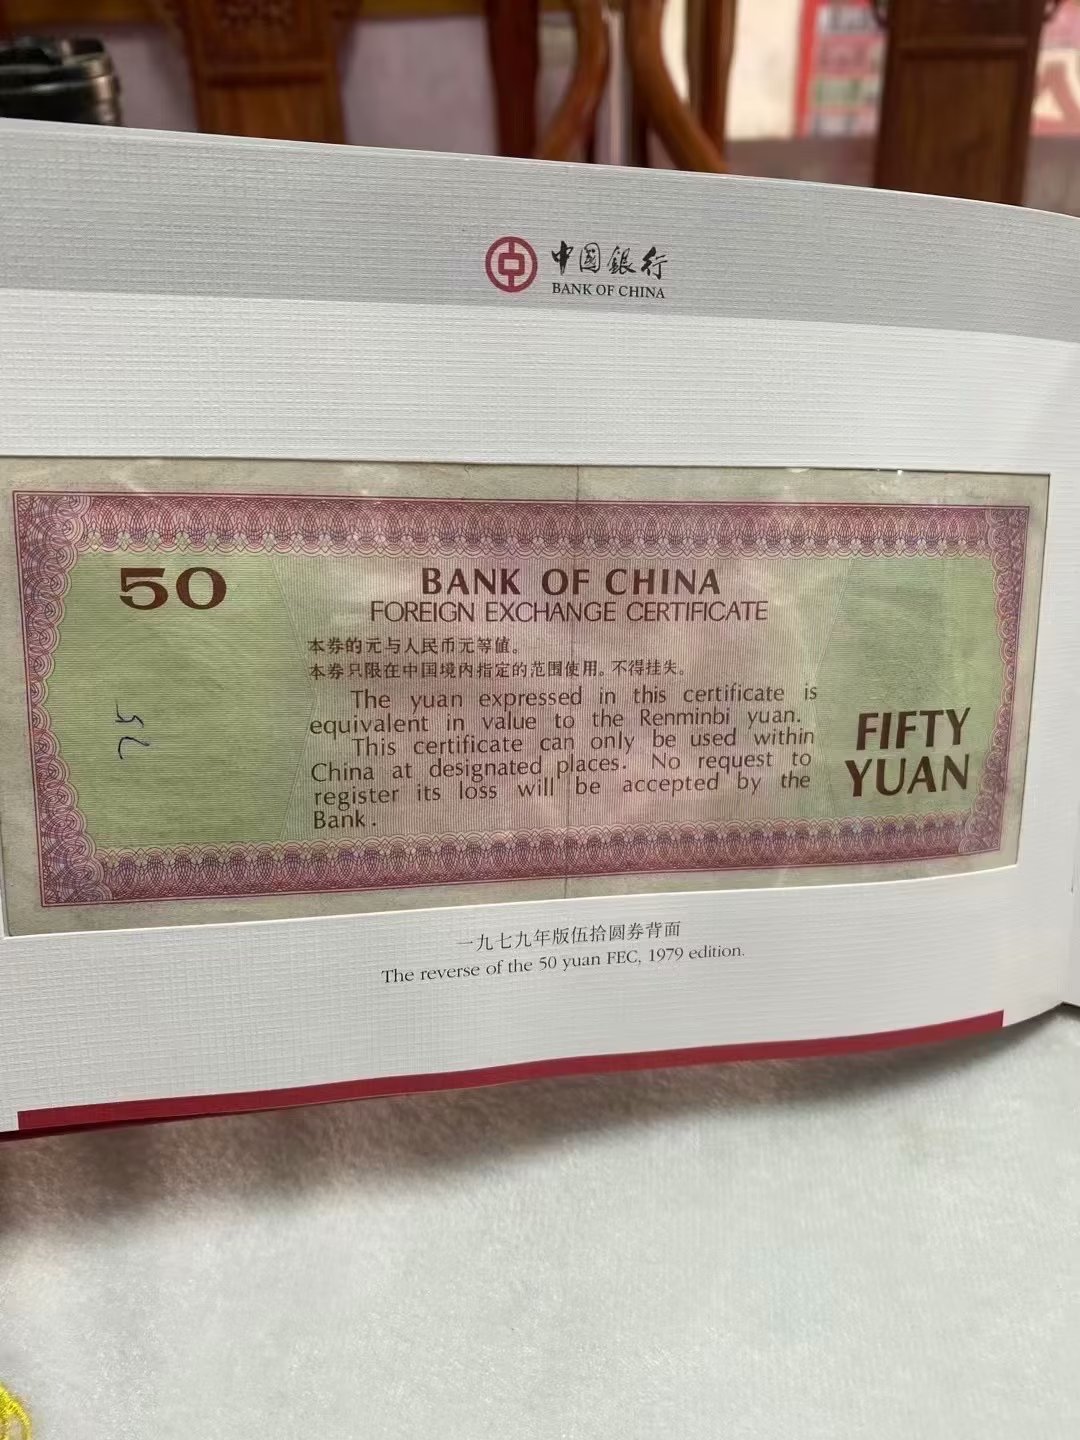 中国銀行
BANK OF CHINA
50
BANK OF CHINA
FOREIGN EXCHANGE CERTIFICATE
本券的元与人民币元等值。
本券只限在中国境内指定的范围使用。不得挂失。
The yuan expressed in this certificate is
equivalent in value to the Renminbi yuan.
This certificate can only be used within
China at designated places. No request to
register its loss will be accepted by the
Bank.
FIFTY
YUAN
一九七九年版伍拾圆券背面
The reverse of the 50 yuan FEC, 1979 edition.